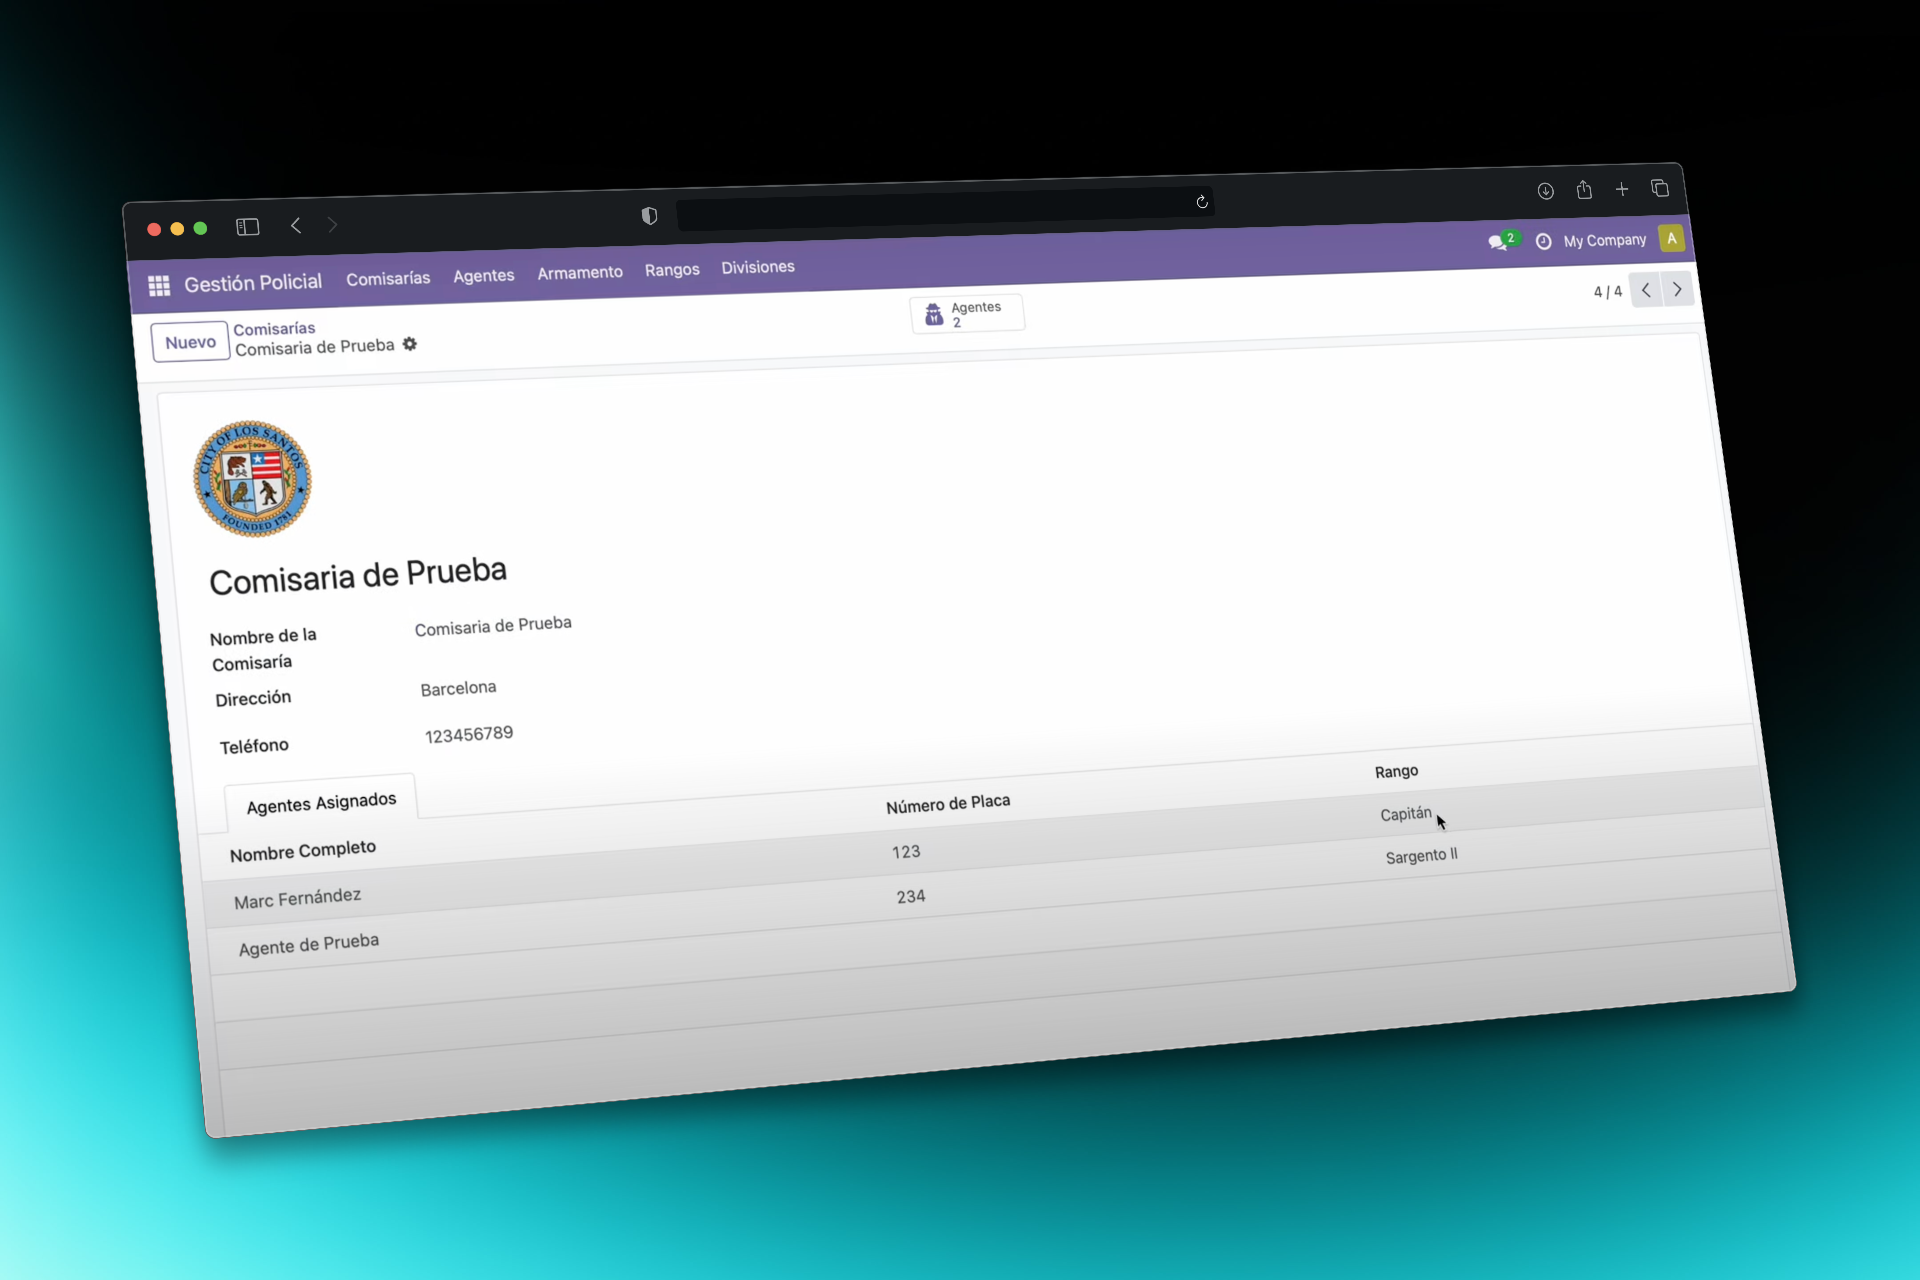 Gestión Policial Comisarías Agentes Armamento Rangos Divisiones 2 My Company A
Nuevo
Comisarías
Comisaria de Prueba
Agentes
2
4 / 4
CITY OF LOS SANTOS
FOUNDED 1781
Comisaria de Prueba
Nombre de la
Comisaría
Comisaria de Prueba
Dirección Barcelona
Teléfono 123456789
Agentes Asignados
Nombre Completo Número de Placa Rango
Marc Fernández 123 Capitán
Agente de Prueba 234 Sargento II